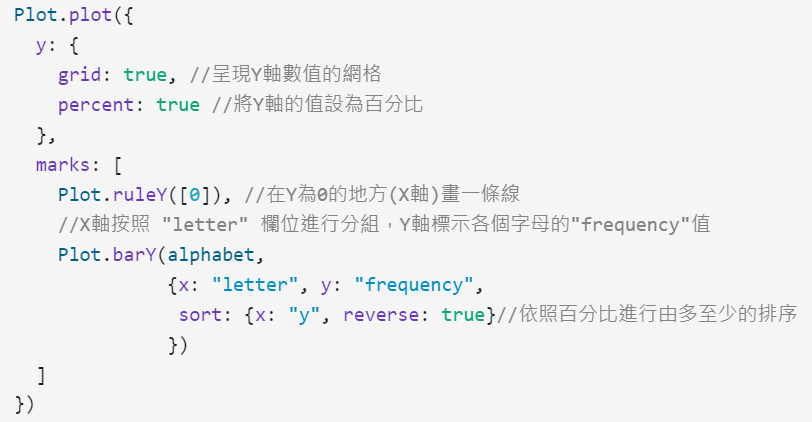 Plot.plot({
  y: {
    grid: true, //呈現Y軸數值的網格
    percent: true //將Y軸的值設為百分比
  },
  marks: [
    Plot.ruleY([0]), //在Y為0的地方(X軸)畫一條線
    //X軸按照 "letter" 欄位進行分組，Y軸標示各個字母的"frequency"值
    Plot.barY(alphabet,
              {x: "letter", y: "frequency",
               sort: {x: "y", reverse: true}//依照百分比進行由多至少的排序
              })
  ]
})